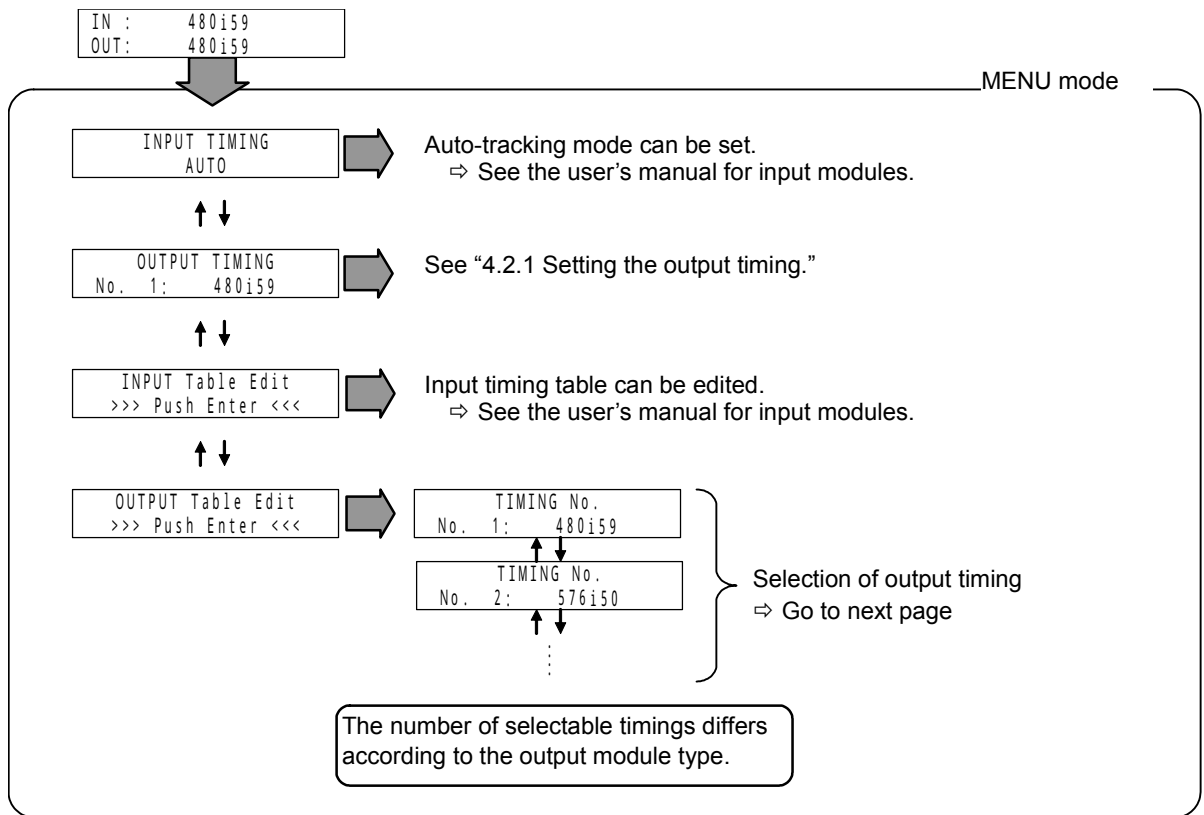 IN : 480i59
OUT: 480i59
MENU mode
INPUT TIMING
AUTO
Auto-tracking mode can be set.
⇨ See the user’s manual for input modules.
OUTPUT TIMING
No. 1: 480i59
See “4.2.1 Setting the output timing.”
INPUT Table Edit
>>> Push Enter <<<
Input timing table can be edited.
⇨ See the user’s manual for input modules.
OUTPUT Table Edit
>>> Push Enter <<<
TIMING No.
No. 1: 480i59
TIMING No.
No. 2: 576i50
Selection of output timing
⇨ Go to next page
The number of selectable timings differs
according to the output module type.